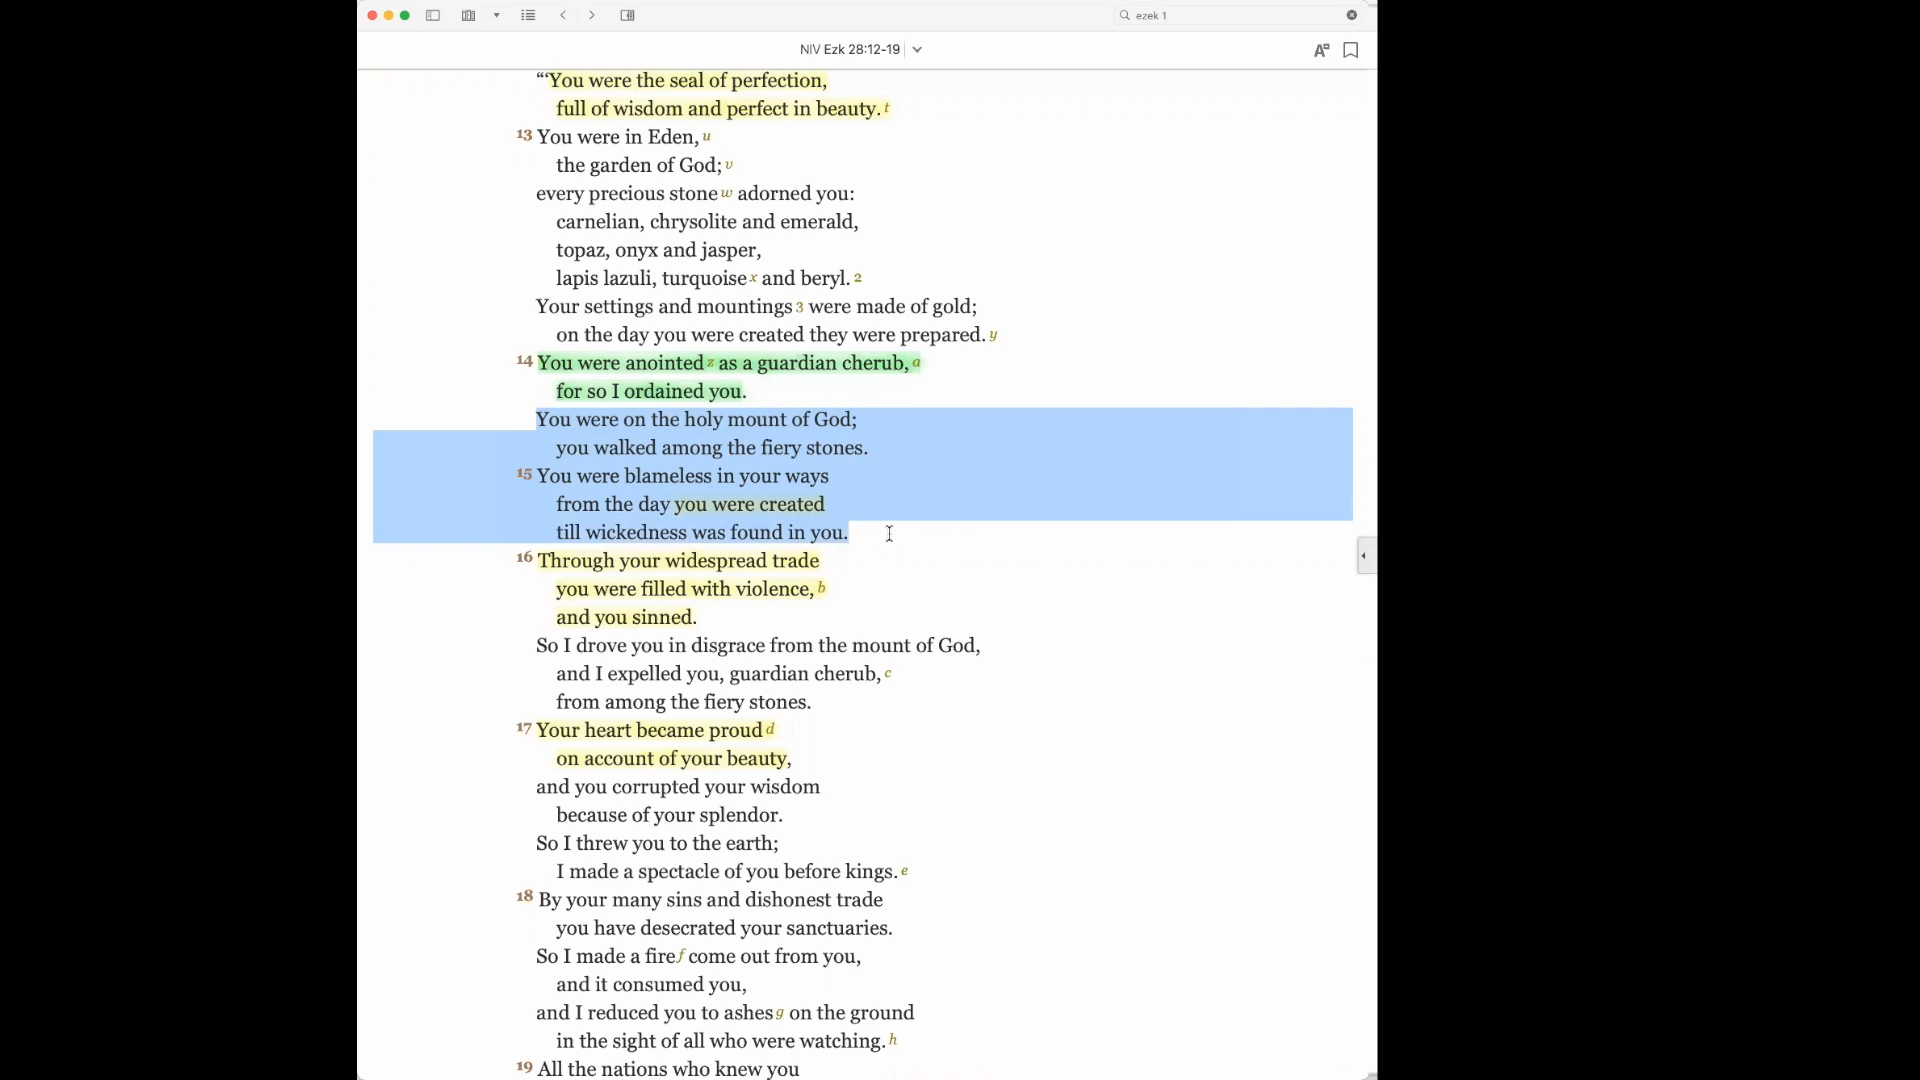 ezek 1
NIV Ezk 28:12-19
A
“‘You were the seal of perfection,
full of wisdom and perfect in beauty. t
13 You were in Eden, u
the garden of God; v
every precious stone w adorned you:
carnelian, chrysolite and emerald,
topaz, onyx and jasper,
lapis lazuli, turquoise x and beryl. 2
Your settings and mountings 3 were made of gold;
on the day you were created they were prepared. y
14 You were anointed z as a guardian cherub, a
for so I ordained you.
You were on the holy mount of God;
you walked among the fiery stones.
15 You were blameless in your ways
from the day you were created
till wickedness was found in you.
16 Through your widespread trade
you were filled with violence, b
and you sinned.
So I drove you in disgrace from the mount of God,
and I expelled you, guardian cherub, c
from among the fiery stones.
17 Your heart became proud d
on account of your beauty,
and you corrupted your wisdom
because of your splendor.
So I threw you to the earth;
I made a spectacle of you before kings. e
18 By your many sins and dishonest trade
you have desecrated your sanctuaries.
So I made a fire f come out from you,
and it consumed you,
and I reduced you to ashes g on the ground
in the sight of all who were watching. h
19 All the nations who knew you